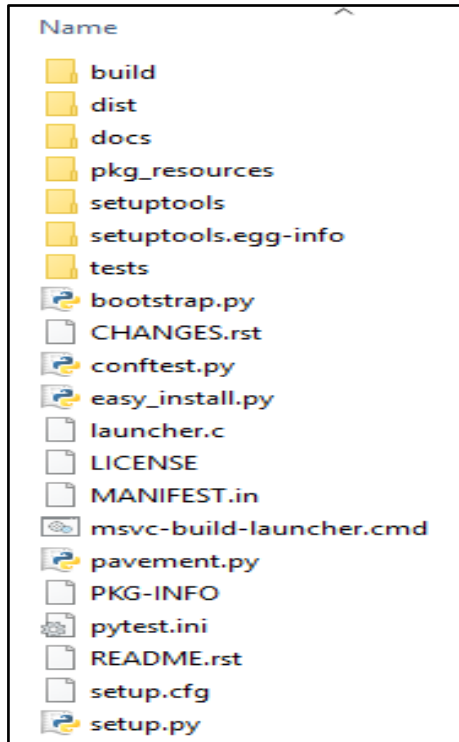 Name
build
dist
docs
pkg_resources
setuptools
setuptools.egg-info
tests
bootstrap.py
CHANGES.rst
conftest.py
easy_install.py
launcher.c
LICENSE
MANIFEST.in
msvc-build-launcher.cmd
pavement.py
PKG-INFO
pytest.ini
README.rst
setup.cfg
setup.py